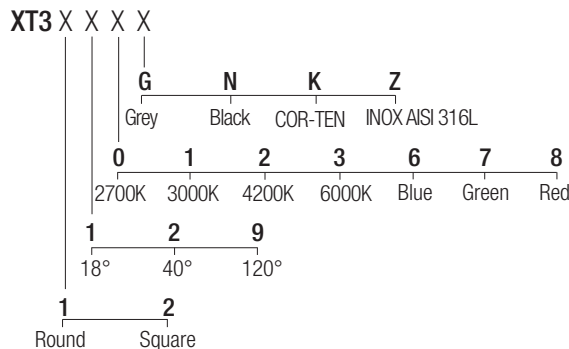 XT3 X X X X
G N K Z
Grey Black COR-TEN INOX AISI 316L
0 1 2 3 6 7 8
2700K 3000K 4200K 6000K Blue Green Red
1 2 9
18° 40° 120°
1 2
Round Square